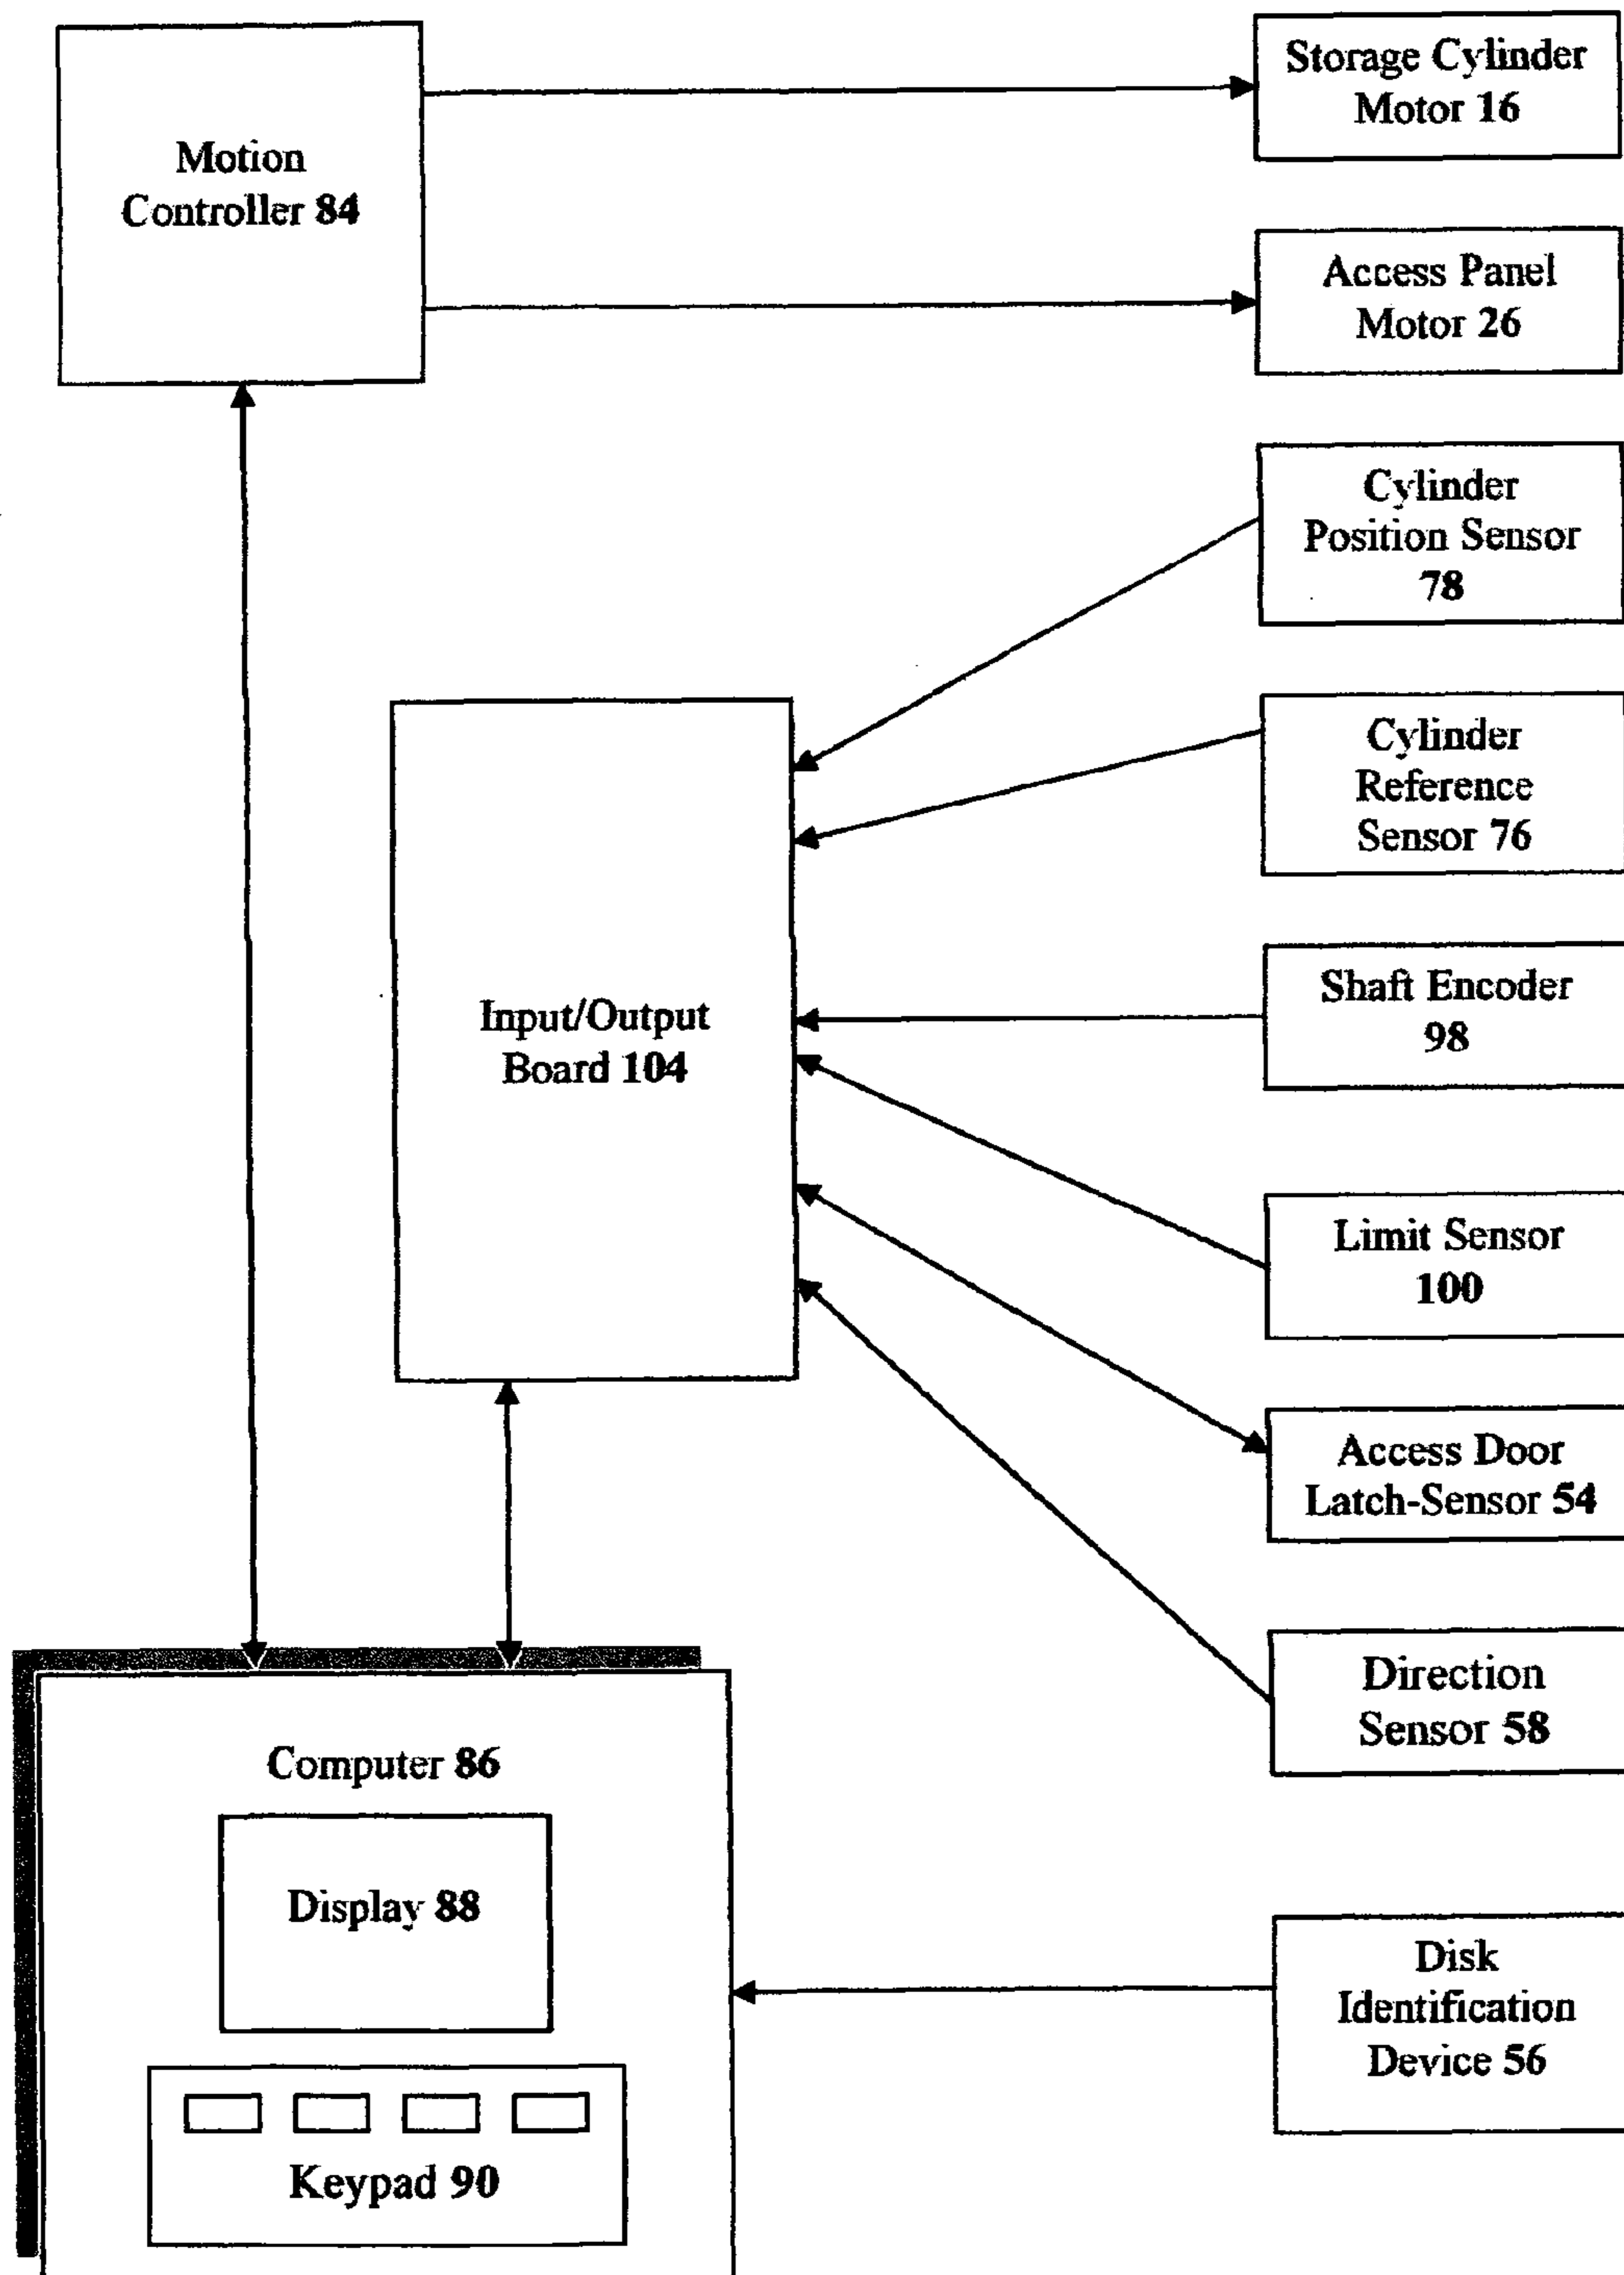 Storage Cylinder
Motor 16
Motion
Controller 84
Access Panel
Motor 26
Cylinder
Position Sensor
78
Cylinder
Reference
Sensor 76
Input/Output
Board 104
Shaft Encoder
98
Limit Sensor
100
Access Door
Latch-Sensor 54
Direction
Sensor 58
Computer 86
Display 88
Disk
Identification
Device 56
Keypad 90